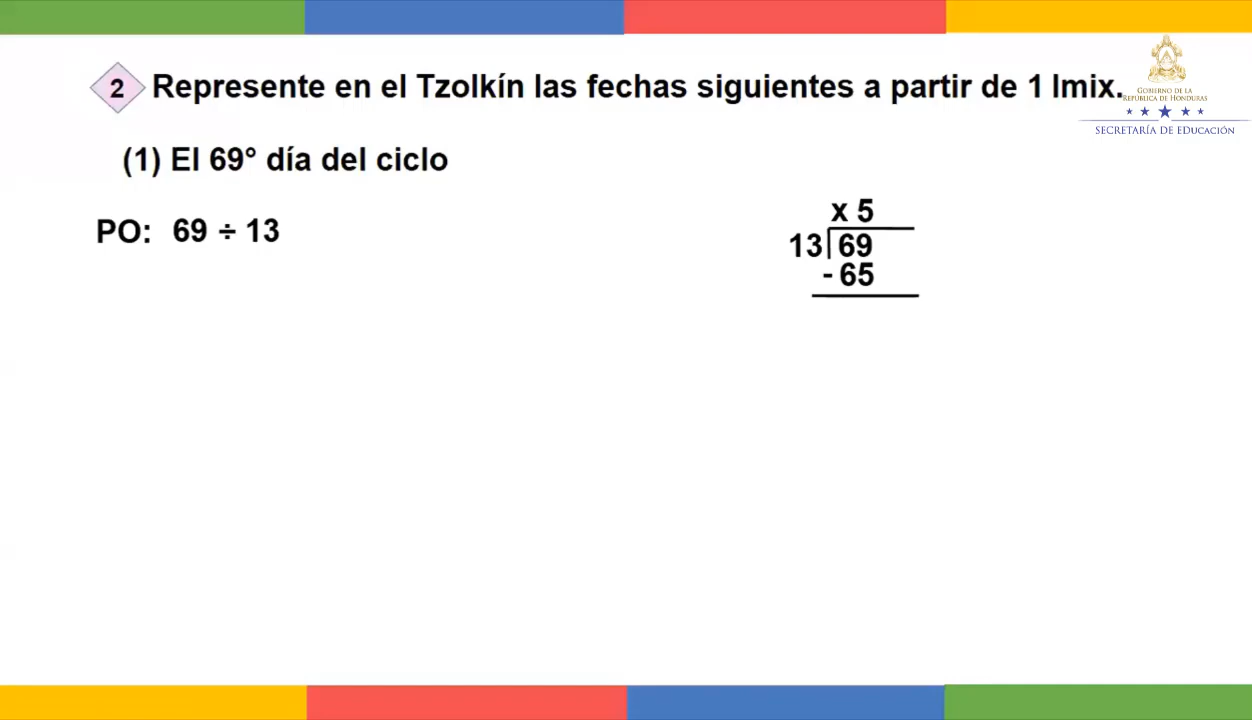 2 Represente en el Tzolkín las fechas siguientes a partir de 1 Imix.
GOBIERNO DE LA
REPÚBLICA DE HONDURAS
SECRETARÍA DE EDUCACIÓN
(1) El 69° día del ciclo
PO: 69 ÷ 13
x 5
13 69
- 65